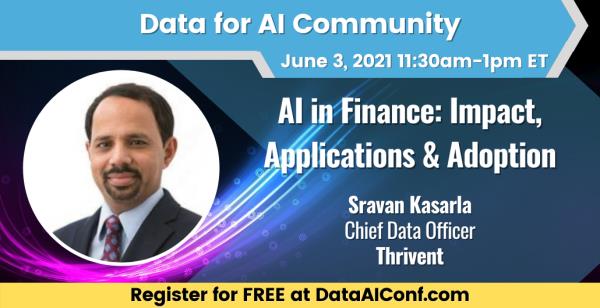 Data for AI Community
June 3, 2021 11:30am-1pm ET
AI in Finance: Impact,
Applications & Adoption
Sravan Kasarla
Chief Data Officer
Thrivent
Register for FREE at DataAIConf.com